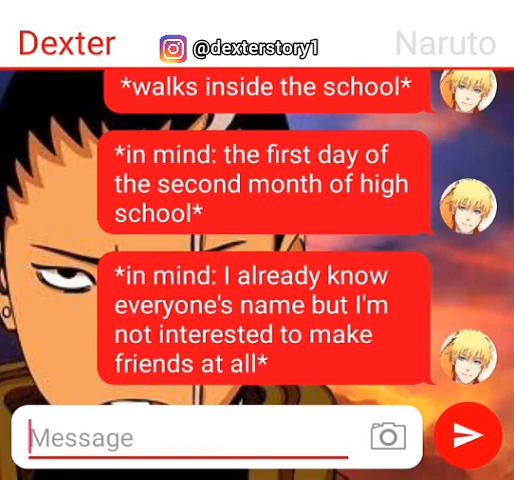 Dexter
@dexterstory1
Naruto
*walks inside the school*
*in mind: the first day of
the second month of high
school*
*in mind: I already know
everyone's name but I'm
not interested to make
friends at all*
Message